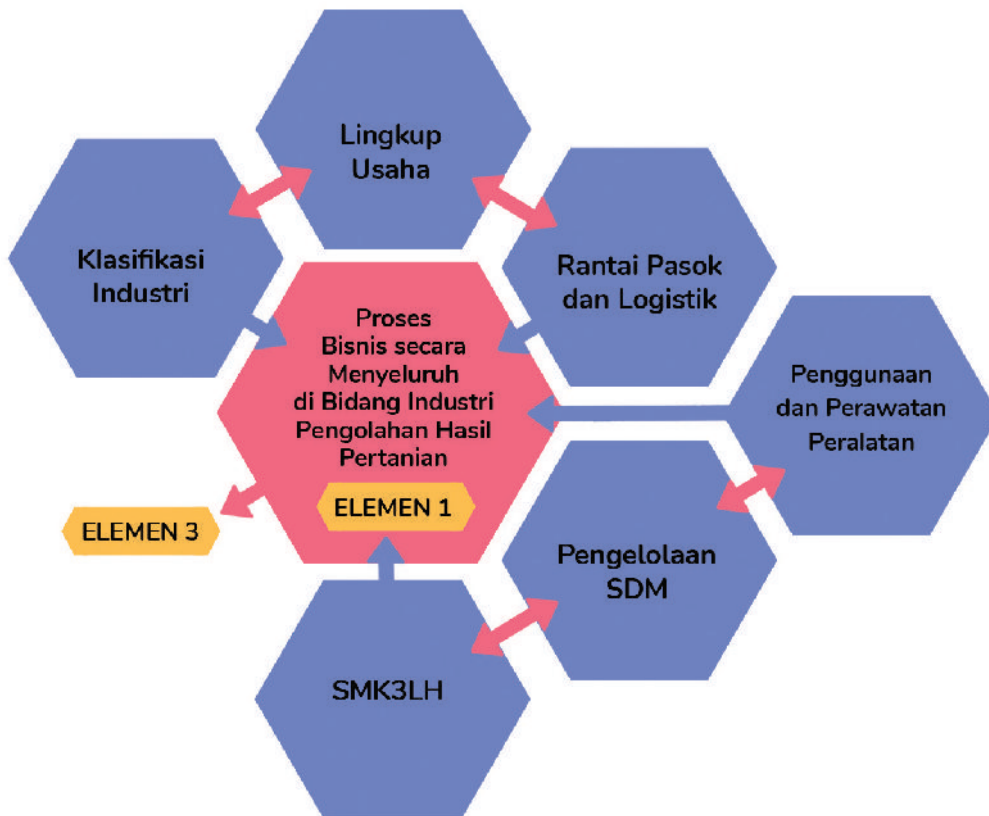 Lingkup
Usaha
Klasifikasi
Industri
Rantai Pasok
dan Logistik
Proses
Bisnis secara
Menyeluruh
di Bidang Industri
Pengolahan Hasil
Pertanian
ELEMEN 1
Penggunaan
dan Perawatan
Peralatan
ELEMEN 3
Pengelolaan
SDM
SMK3LH